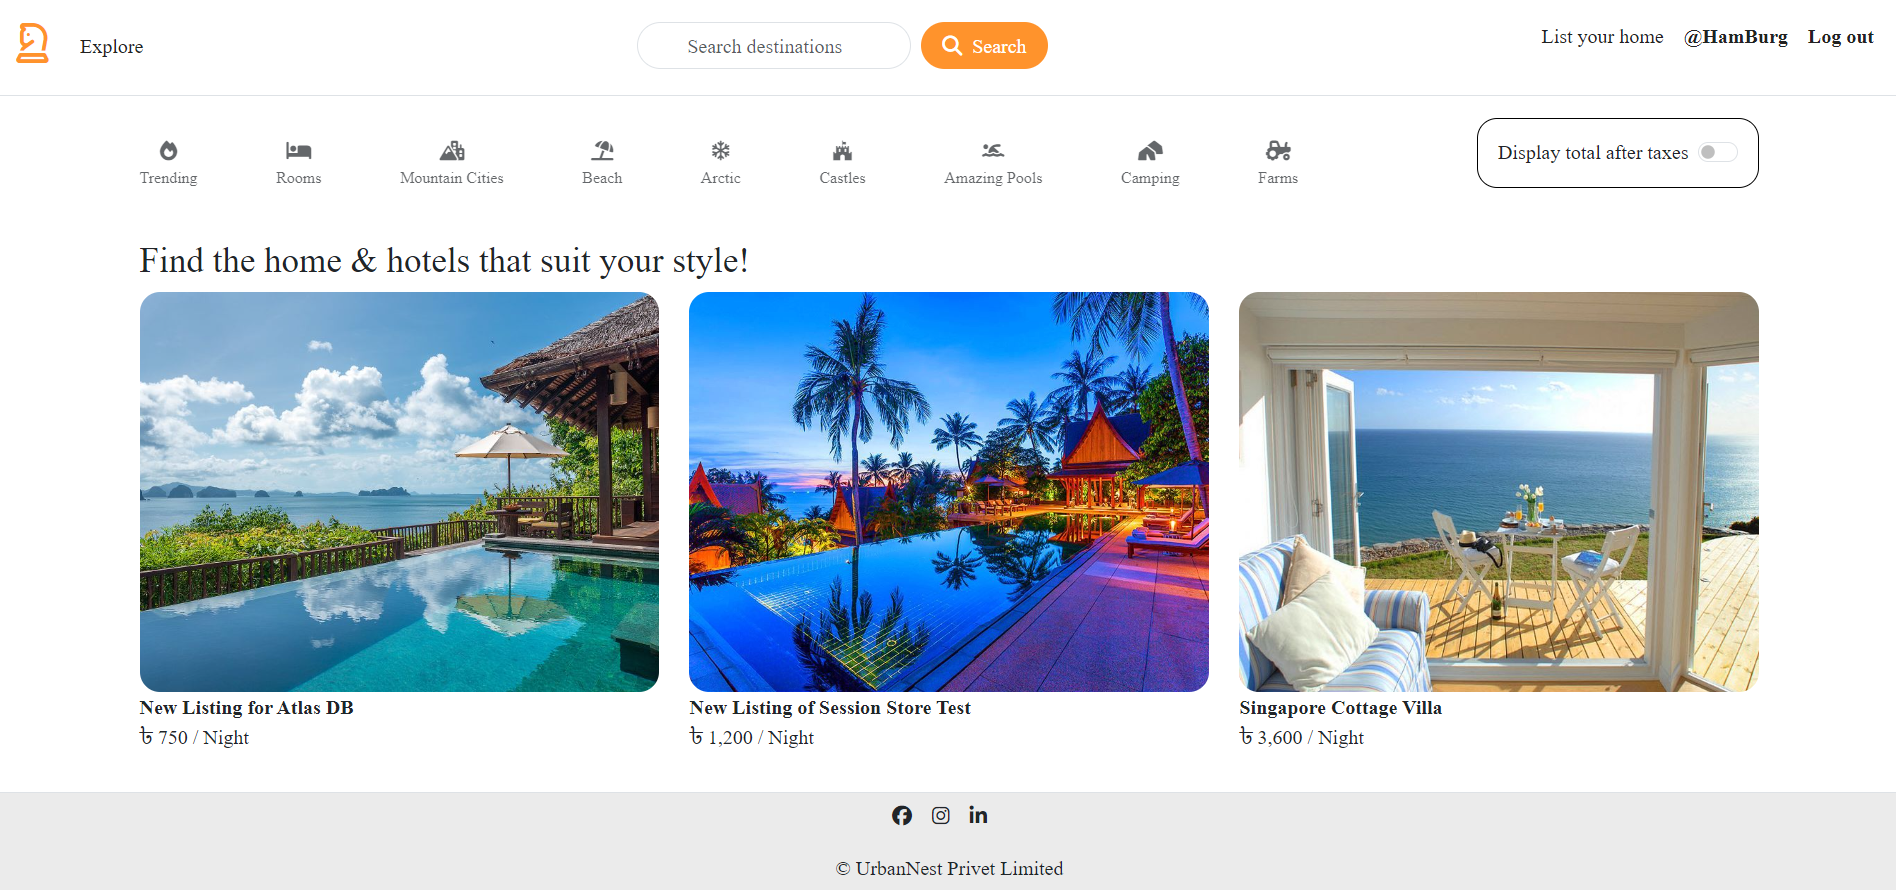 Explore
Search destinations
Search
List your home
@HamBurg
Log out
Trending
Rooms
Mountain Cities
Beach
Arctic
Castles
Amazing Pools
Camping
Farms
Display total after taxes
Find the home & hotels that suit your style!
New Listing for Atlas DB
৳ 750 / Night
New Listing of Session Store Test
৳ 1,200 / Night
Singapore Cottage Villa
৳ 3,600 / Night
© UrbanNest Privet Limited